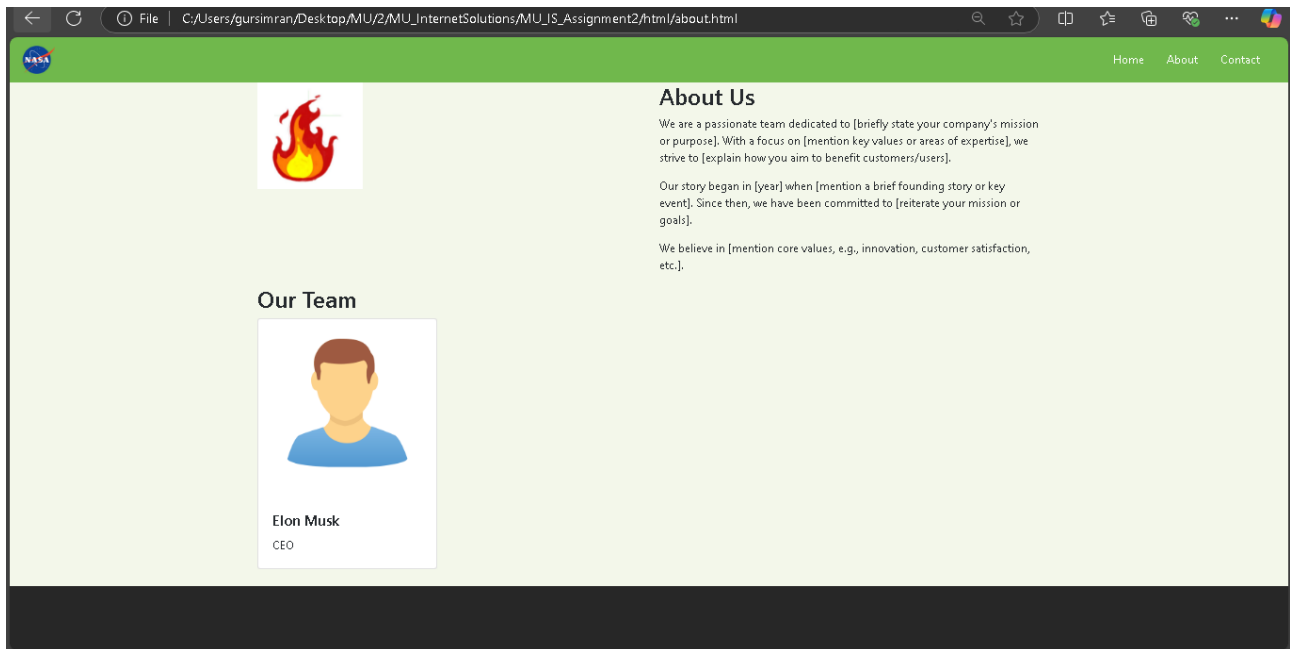 File
C:/Users/gursimran/Desktop/MU/2/MU_InternetSolutions/MU_IS_Assignment2/html/about.html
NASA
Home
About
Contact
About Us
We are a passionate team dedicated to [briefly state your company's mission
or purpose]. With a focus on [mention key values or areas of expertise], we
strive to [explain how you aim to benefit customers/users].
Our story began in [year] when [mention a brief founding story or key
event]. Since then, we have been committed to [reiterate your mission or
goals].
We believe in [mention core values, e.g., innovation, customer satisfaction,
etc.].
Our Team
Elon Musk
CEO